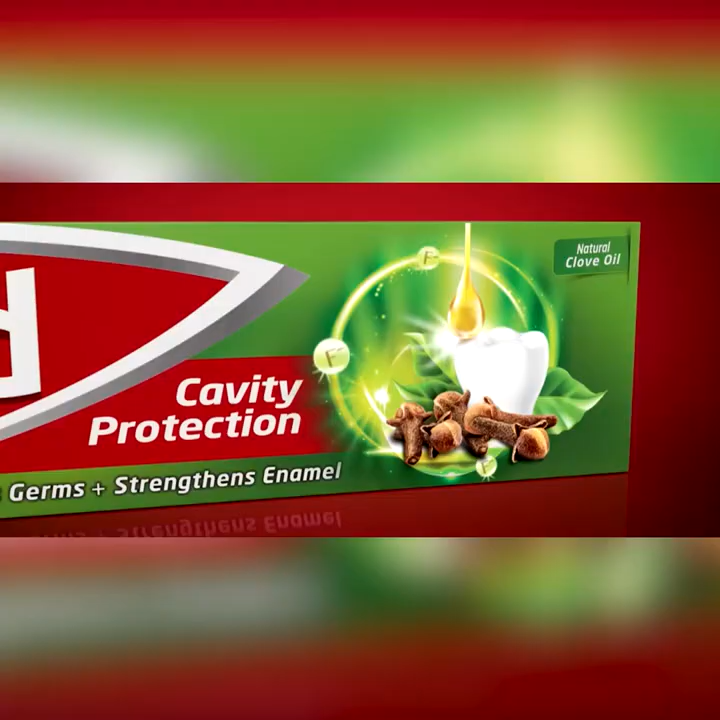 Natural
Clove Oil
F
F⁻
d
Cavity
Protection
Germs + Strengthens Enamel
F